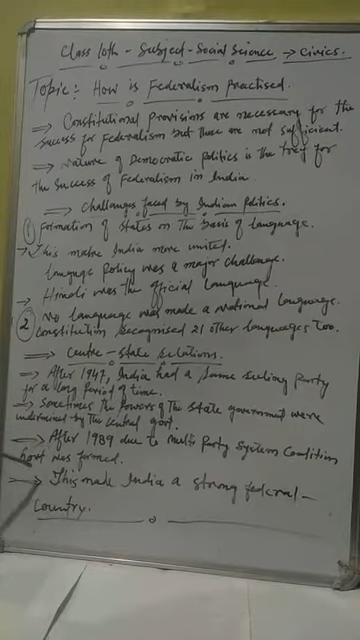 Class 10th - Subject - Social Science → Civics.
Topic: How is Federalism Practised.
⇒ Constitutional Provisions are necessary for the
success for Federalism but those are not sufficient.
⇒ Nature of Democratic Politics is the key for
the success of Federalism in India.
⇒ Challanges faced by Indian Politics.
① Formation of States on the basis of language.
→ This make India more united.
language policy was a major challange.
→ Hindi was the official language.
② No language was made a National language.
Constitution recognised 21 other languages too.
⇒ Centre - State Relations.
→ After 1947, India had a Same ruling party
for a long Period of time.
⇒ Sometimes the Powers of the State government were
undermined by the Central govt.
⇒ After 1989 due to Multi Party System Coalition
Govt was formed.
⇒ This made India a strong federal -
Country.